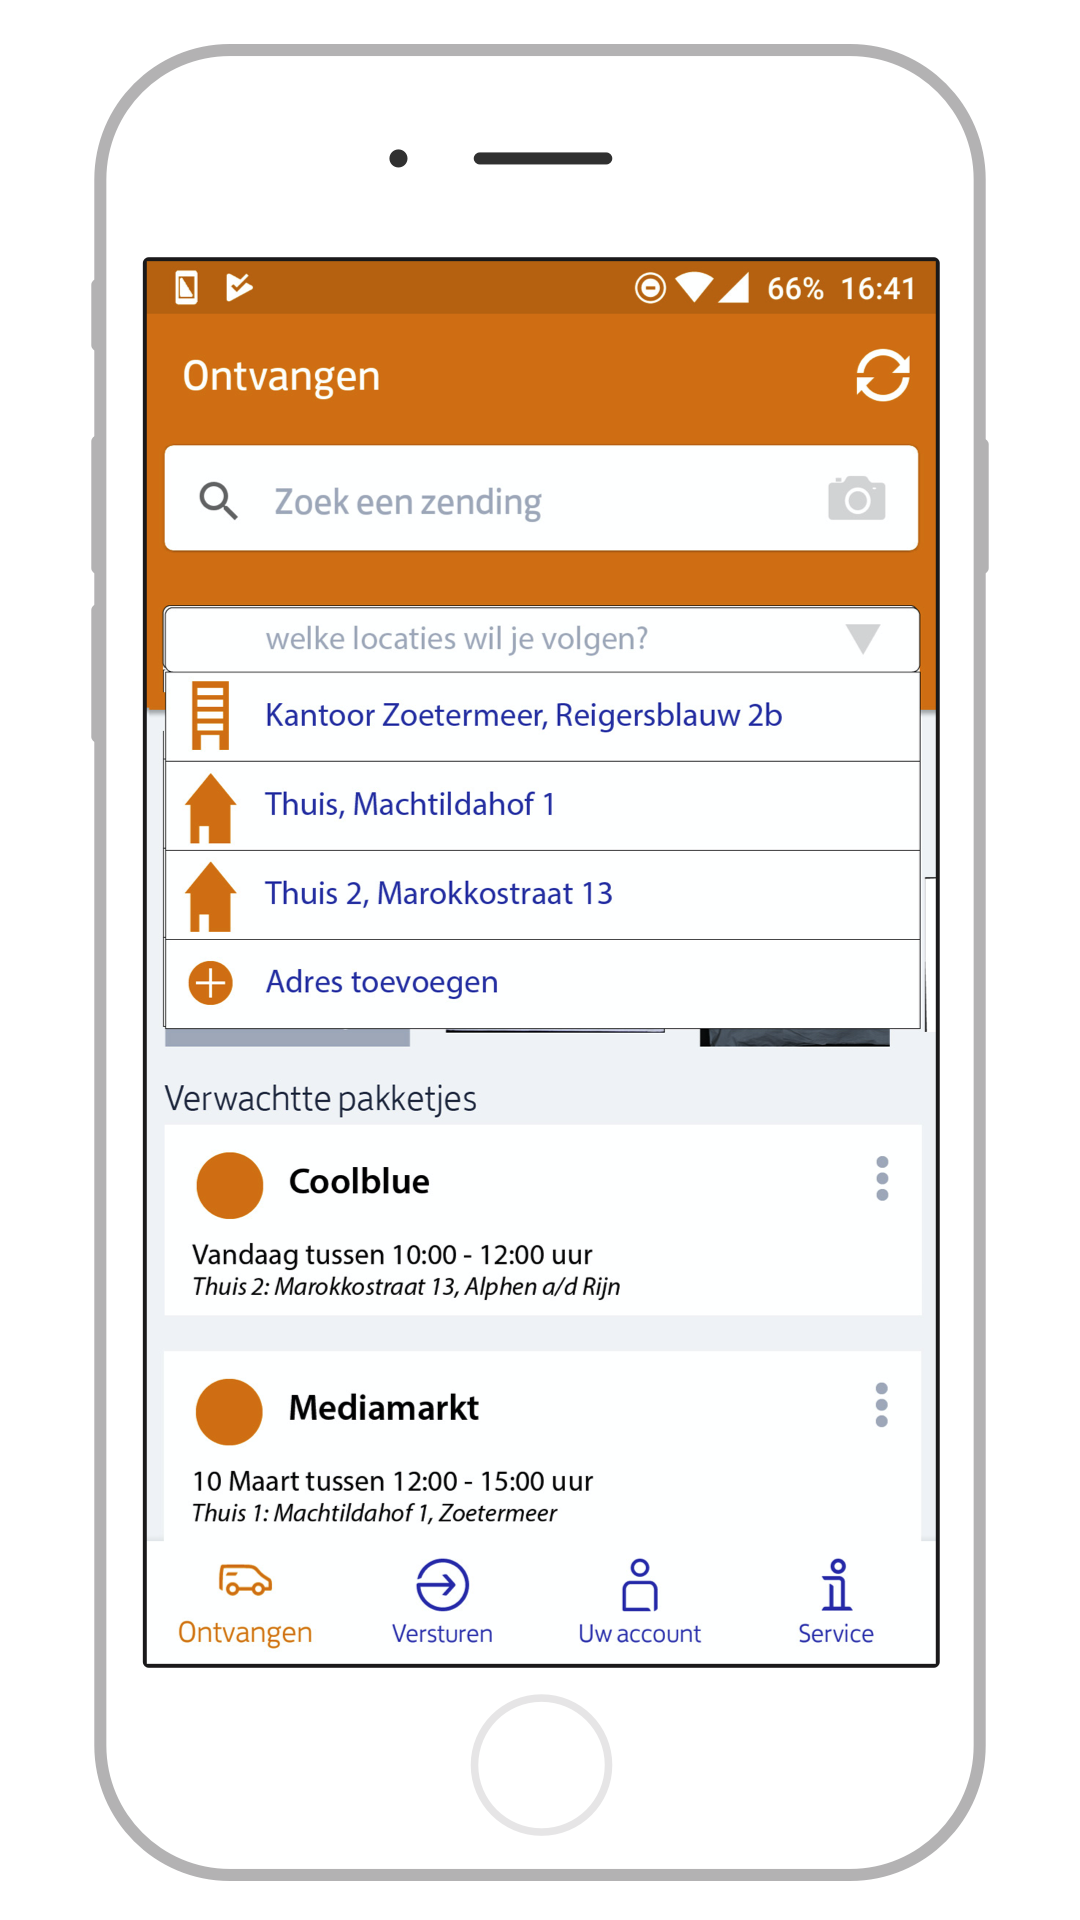 66% 16:41
Ontvangen
Zoek een zending
welke locaties wil je volgen?
Kantoor Zoetermeer, Reigersblauw 2b
Thuis, Machtildahof 1
Thuis 2, Marokkostraat 13
Adres toevoegen
Verwachtte pakketjes
Coolblue
Vandaag tussen 10:00 - 12:00 uur
Thuis 2: Marokkostraat 13, Alphen a/d Rijn
Mediamarkt
10 Maart tussen 12:00 - 15:00 uur
Thuis 1: Machtildahof 1, Zoetermeer
Ontvangen Versturen Uw account Service